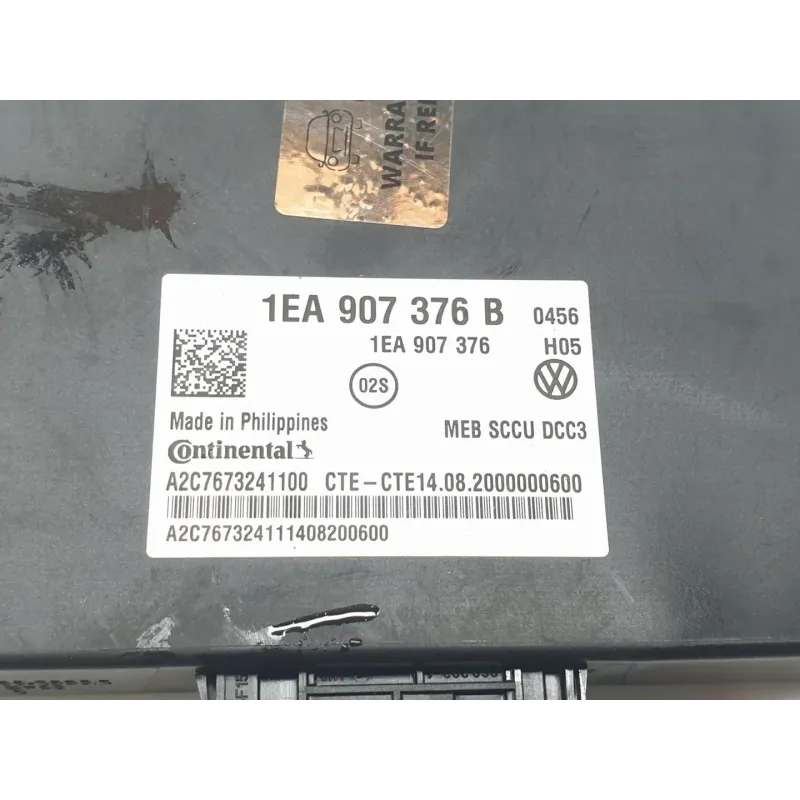 WARRA
IF RE
1EA 907 376 B 0456
1EA 907 376 H05
02S
Made in Philippines
MEB SCCU DCC3
Continental
A2C7673241100 CTE-CTE14.08.2000000600
A2C767324111408200600